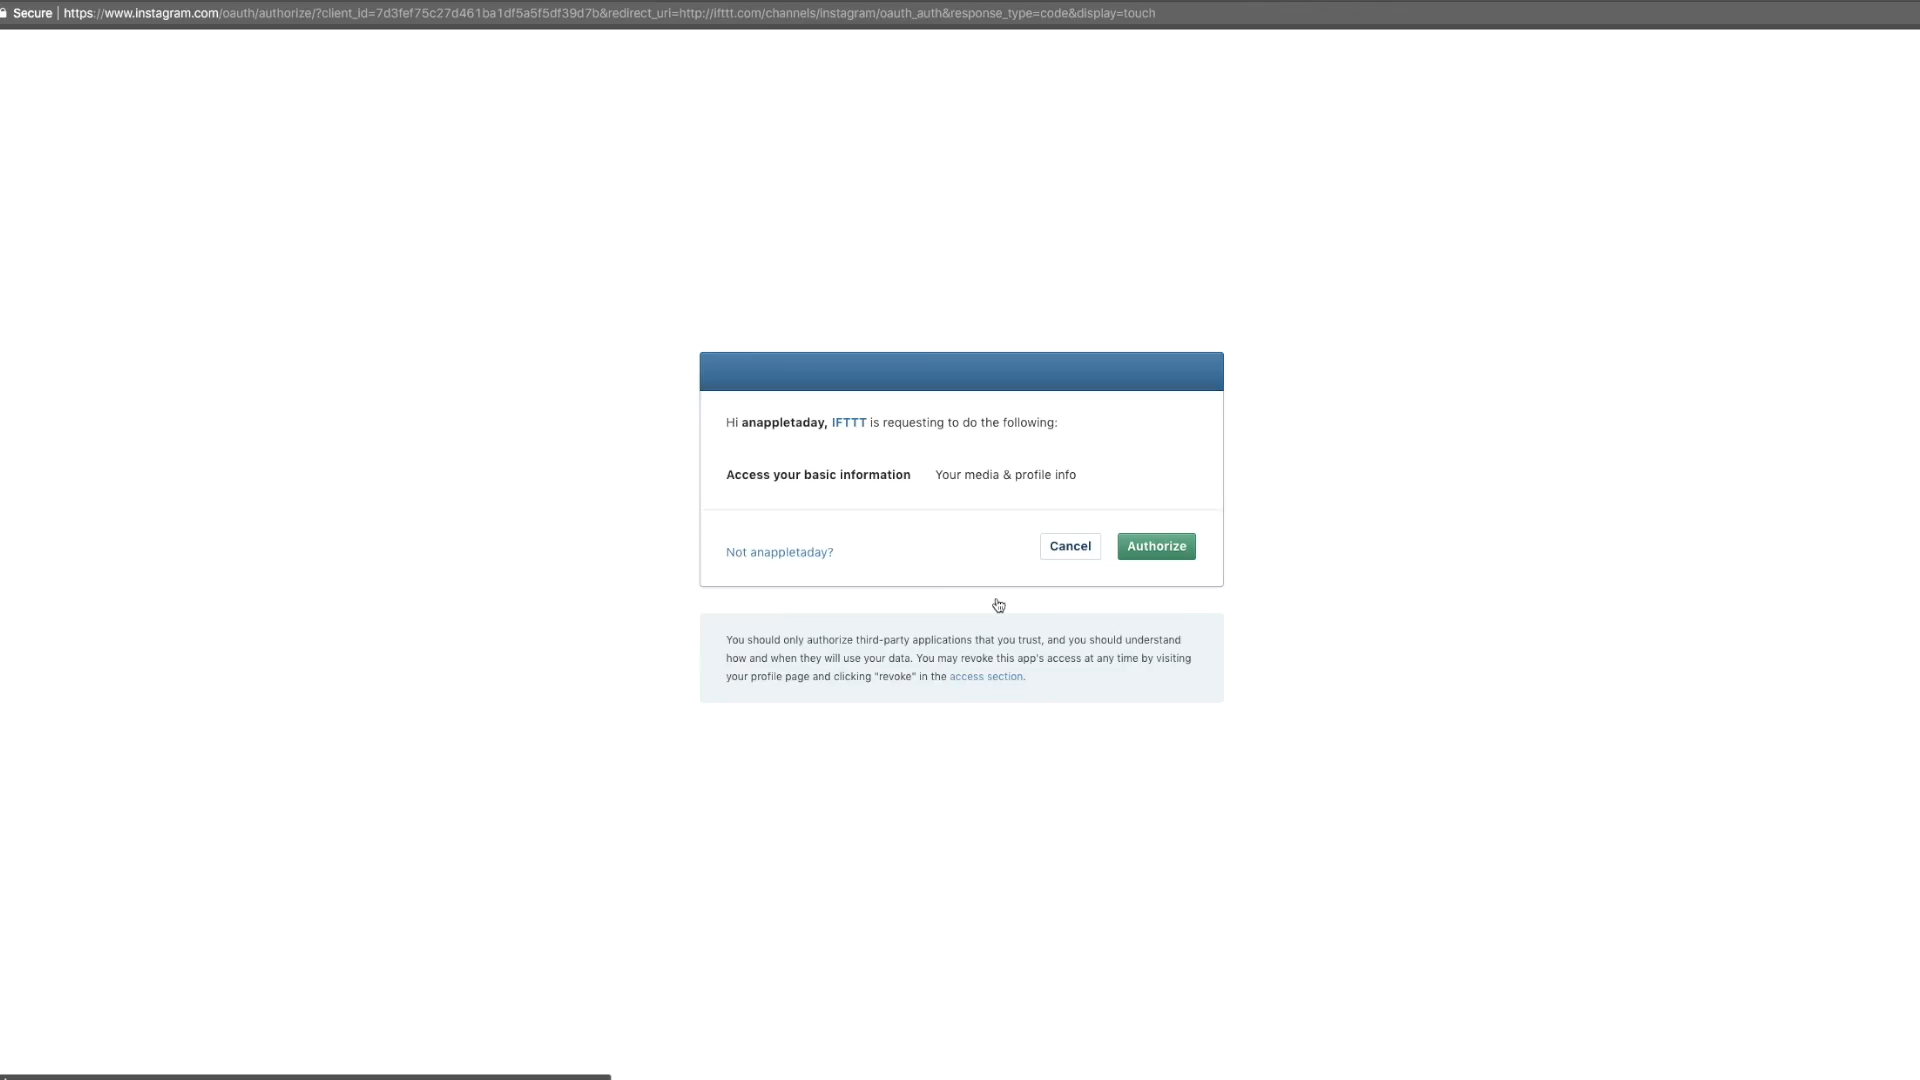 Secure | https://www.instagram.com/oauth/authorize/?client_id=7d3fef75c27d461ba1df5a5f5df39d7b&redirect_uri=http://ifttt.com/channels/instagram/oauth_auth&response_type=code&display=touch
Hi anappletaday, IFTTT is requesting to do the following:
Access your basic information Your media & profile info
Not anappletaday? Cancel Authorize
You should only authorize third-party applications that you trust, and you should understand
how and when they will use your data. You may revoke this app's access at any time by visiting
your profile page and clicking "revoke" in the access section.